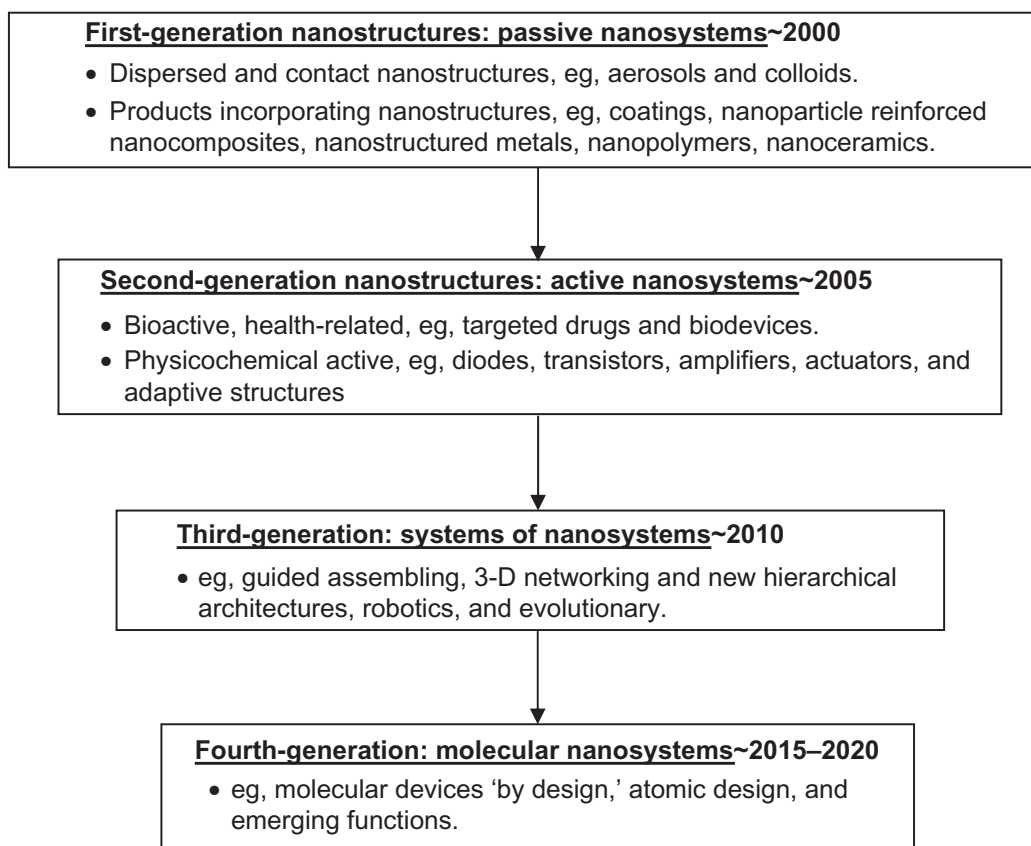 First-generation nanostructures: passive nanosystems~2000
• Dispersed and contact nanostructures, eg, aerosols and colloids.
• Products incorporating nanostructures, eg, coatings, nanoparticle reinforced
nanocomposites, nanostructured metals, nanopolymers, nanoceramics.
Second-generation nanostructures: active nanosystems~2005
• Bioactive, health-related, eg, targeted drugs and biodevices.
• Physicochemical active, eg, diodes, transistors, amplifiers, actuators, and
adaptive structures
Third-generation: systems of nanosystems~2010
• eg, guided assembling, 3-D networking and new hierarchical
architectures, robotics, and evolutionary.
Fourth-generation: molecular nanosystems~2015–2020
• eg, molecular devices ‘by design,’ atomic design, and
emerging functions.